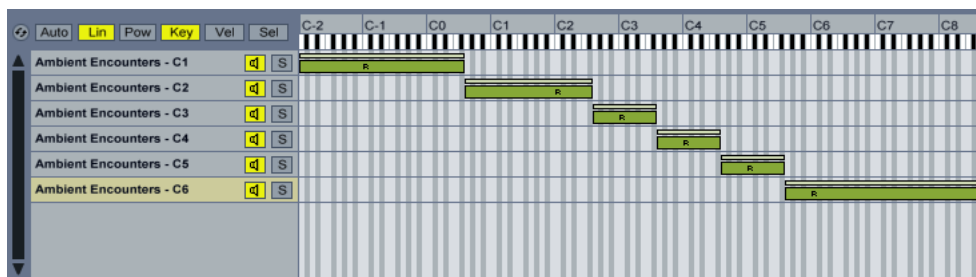 Auto Lin Pow Key Vel Sel C-2 C-1 C0 C1 C2 C3 C4 C5 C6 C7 C8
Ambient Encounters - C1 S R
Ambient Encounters - C2 S R
Ambient Encounters - C3 S R
Ambient Encounters - C4 S R
Ambient Encounters - C5 S R
Ambient Encounters - C6 S R